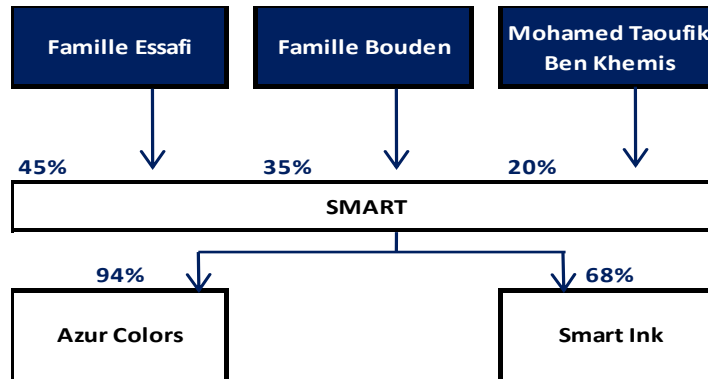 Famille Essafi
Famille Bouden
Mohamed Taoufik
Ben Khemis
45%
35%
20%
SMART
94%
68%
Azur Colors
Smart Ink